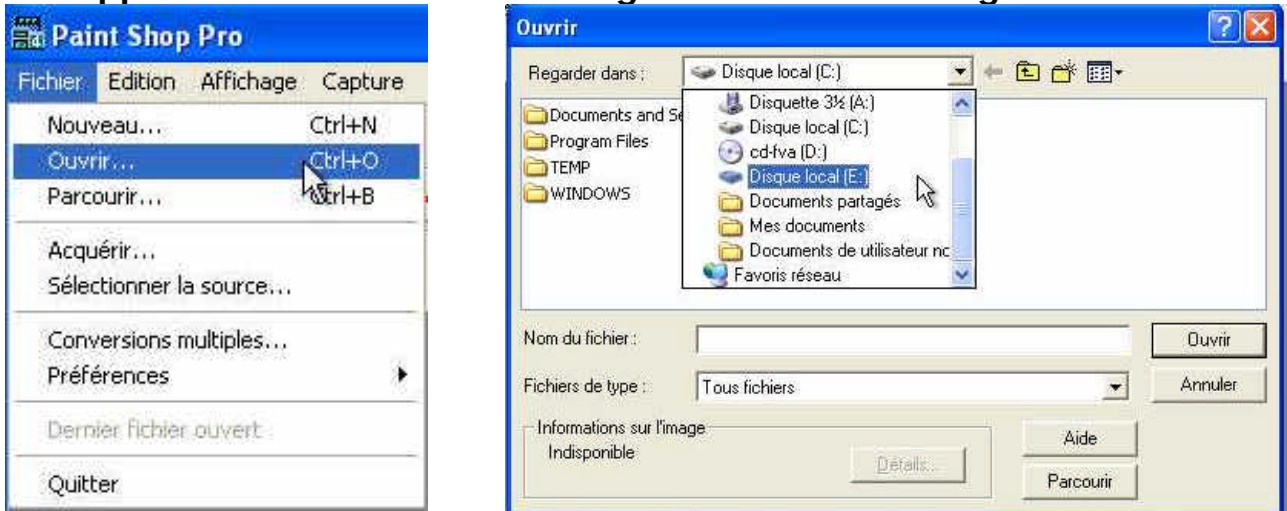 Paint Shop Pro
Fichier Edition Affichage Capture
Nouveau... Ctrl+N
Ouvrir... Ctrl+O
Parcourir... Ctrl+B
Acquérir...
Sélectionner la source...
Conversions multiples...
Préférences
Dernier fichier ouvert
Quitter
Ouvrir
Regarder dans : Disque local (C:)
Documents and Se
Program Files
TEMP
WINDOWS
Disquette 3½ (A:)
Disque local (C:)
cd-fva (D:)
Disque local (E:)
Documents partagés
Mes documents
Documents de utilisateur nc
Favoris réseau
Nom du fichier : Ouvrir
Fichiers de type : Tous fichiers Annuler
Informations sur l'image
Indisponible
Détails...
Aide
Parcourir